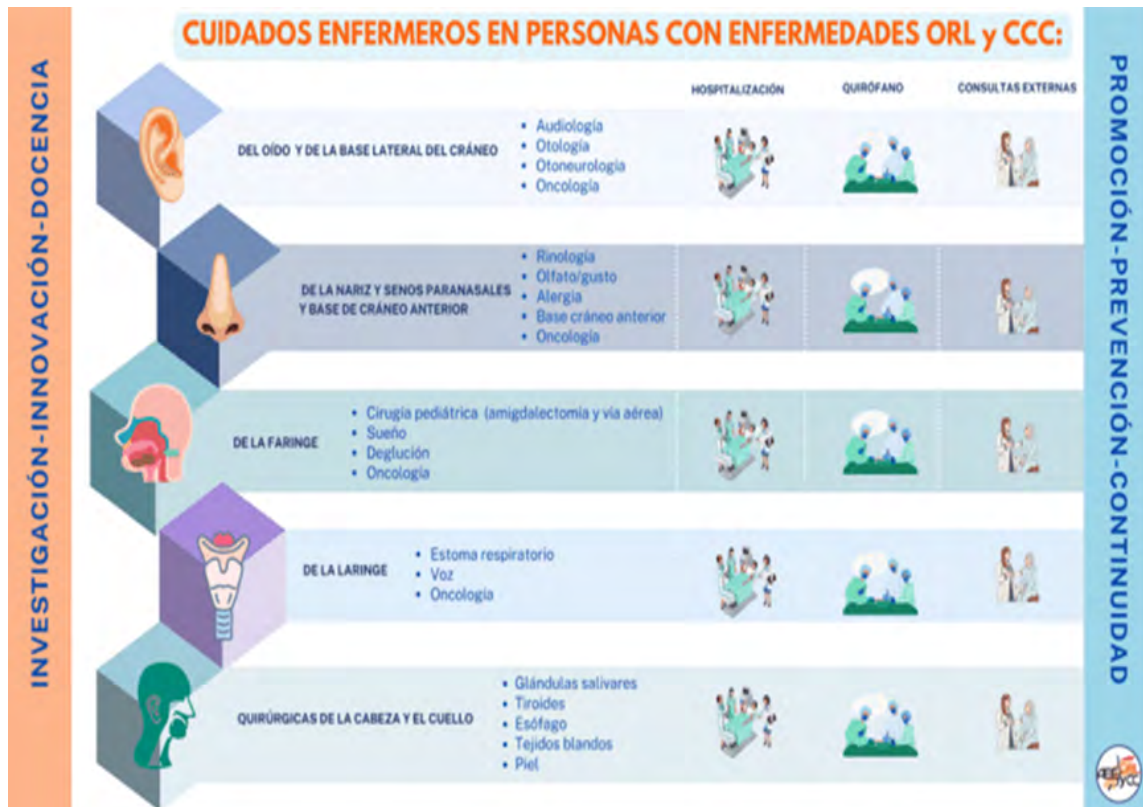 CUIDADOS ENFERMEROS EN PERSONAS CON ENFERMEDADES ORL y CCC:
INVESTIGACIÓN-INNOVACIÓN-DOCENCIA
HOSPITALIZACIÓN
QUIRÓFANO
CONSULTAS EXTERNAS
DEL OÍDO Y DE LA BASE LATERAL DEL CRÁNEO
• Audiología
• Otología
• Otoneurología
• Oncología
DE LA NARIZ Y SENOS PARANASALES
Y BASE DE CRÁNEO ANTERIOR
• Rinología
• Olfato/gusto
• Alergia
• Base cráneo anterior
• Oncología
DE LA FARINGE
• Cirugía pediátrica (amigdalectomía y vía aérea)
• Sueño
• Deglución
• Oncología
DE LA LARINGE
• Estoma respiratorio
• Voz
• Oncología
QUIRÚRGICAS DE LA CABEZA Y EL CUELLO
• Glándulas salivares
• Tiroides
• Esófago
• Tejidos blandos
• Piel
PROMOCIÓN-PREVENCIÓN-CONTINUIDAD